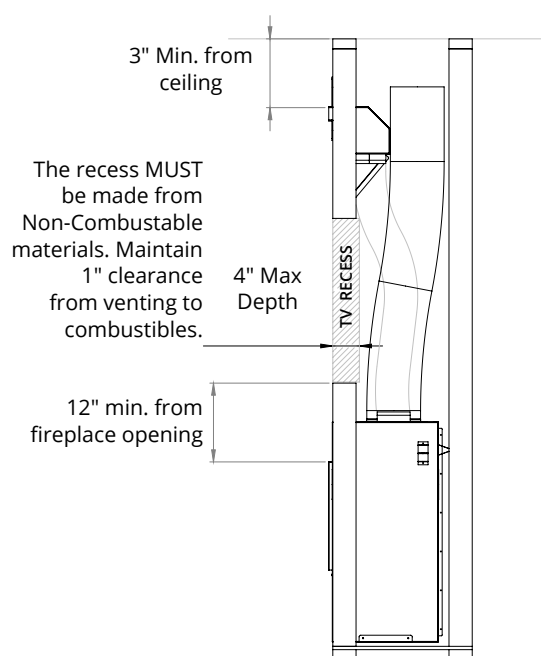 3" Min. from
ceiling
The recess MUST
be made from
Non-Combustable
materials. Maintain
1" clearance
from venting to
combustibles.
4" Max
Depth
TV RECESS
12" min. from
fireplace opening